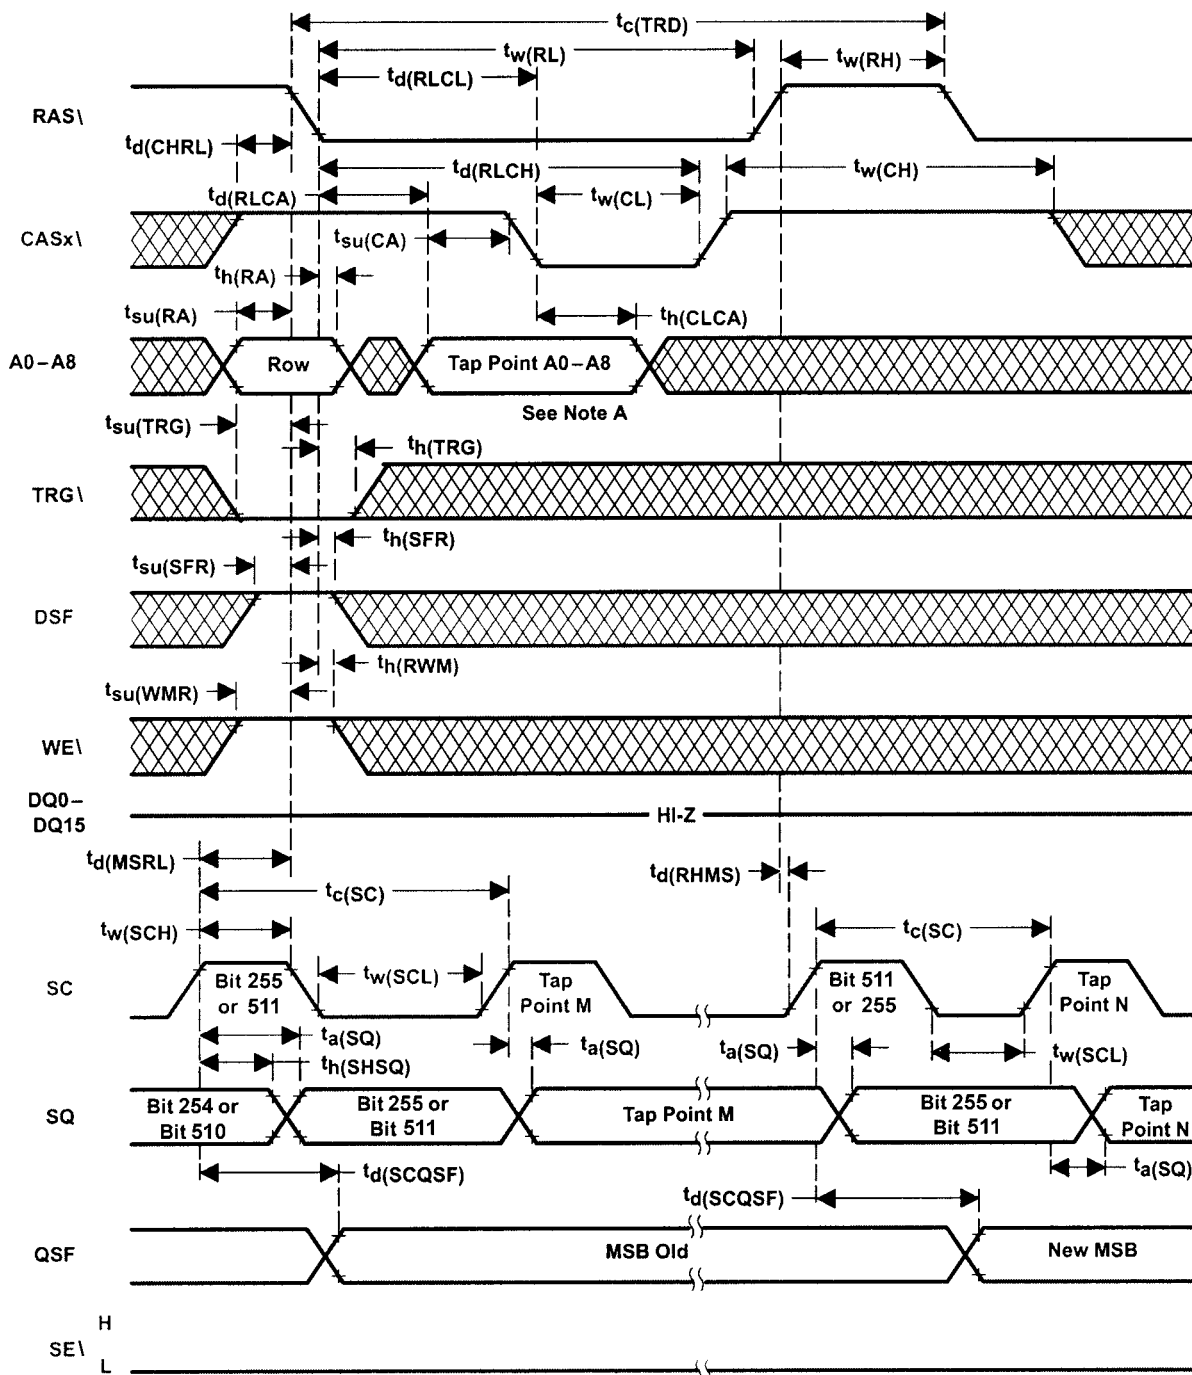 tc(TRD)
tw(RL)
tw(RH)
td(RLCL)
RAS\
td(CHRL)
td(RLCH)
tw(CH)
td(RLCA)
tw(CL)
CASx\
tsu(CA)
th(RA)
tsu(RA)
th(CLCA)
A0–A8
Row
Tap Point A0–A8
See Note A
tsu(TRG)
th(TRG)
TRG\
th(SFR)
tsu(SFR)
DSF
th(RWM)
tsu(WMR)
WE\
DQ0–
DQ15
HI-Z
td(MSRL)
td(RHMS)
tc(SC)
tw(SCH)
tc(SC)
SC
Bit 255
or 511
tw(SCL)
Tap
Point M
Bit 511
or 255
Tap
Point N
ta(SQ)
ta(SQ)
ta(SQ)
tw(SCL)
th(SHSQ)
SQ
Bit 254 or
Bit 510
Bit 255 or
Bit 511
Tap Point M
Bit 255 or
Bit 511
Tap
Point N
td(SCQSF)
ta(SQ)
td(SCQSF)
QSF
MSB Old
New MSB
H
SE\
L